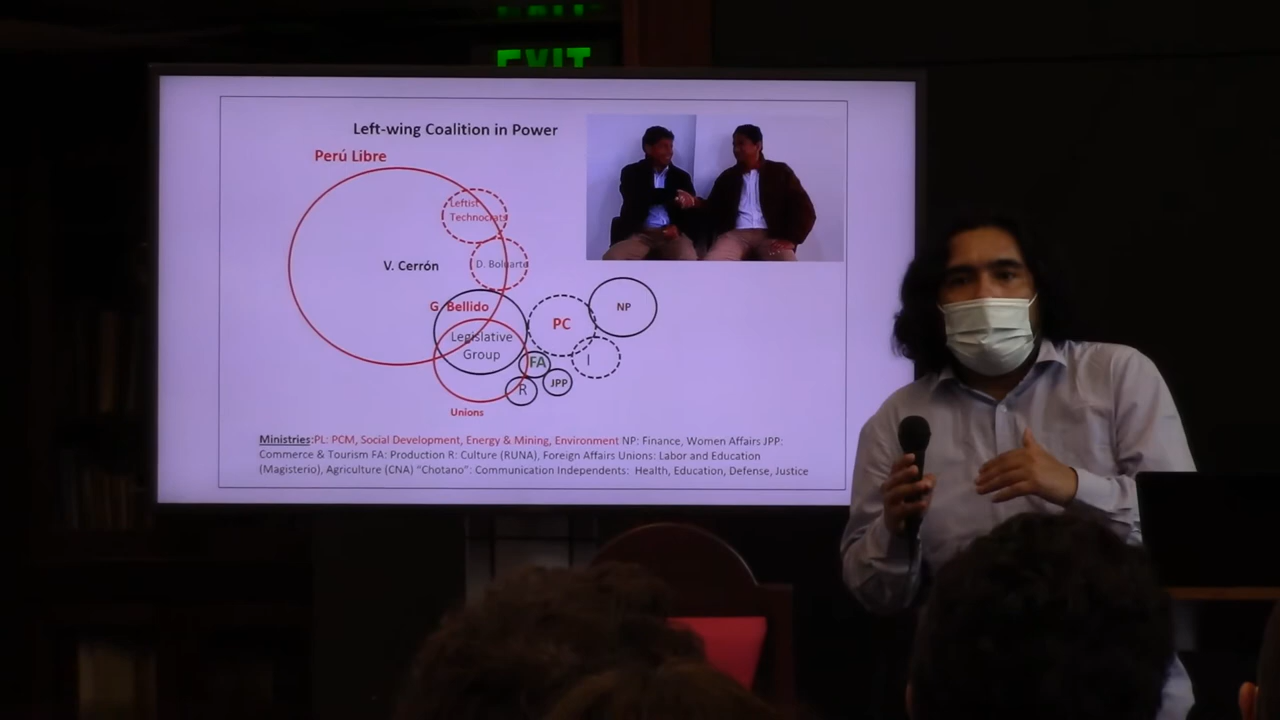 EXIT
Left-wing Coalition in Power
Perú Libre
Leftist
Technocrats
V. Cerrón
D. Boluarte
G. Bellido
Legislative
Group
PC
NP
I
FA
JPP
R
Unions
Ministries:PL: PCM, Social Development, Energy & Mining, Environment NP: Finance, Women Affairs JPP:
Commerce & Tourism FA: Production R: Culture (RUNA), Foreign Affairs Unions: Labor and Education
(Magisterio), Agriculture (CNA) “Chotano”: Communication Independents: Health, Education, Defense, Justice